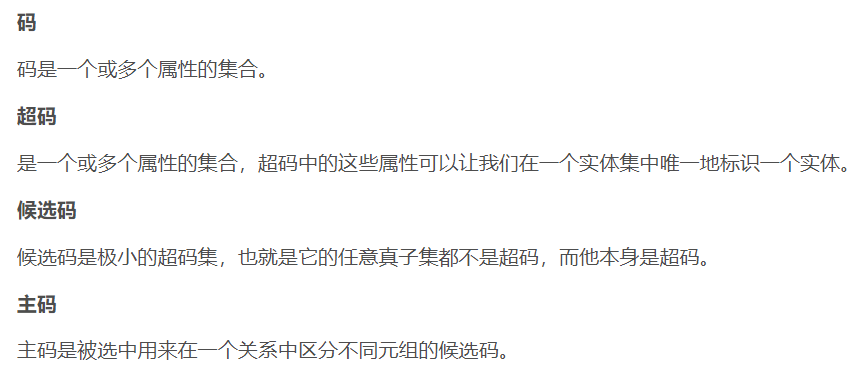 码
码是一个或多个属性的集合。
超码
是一个或多个属性的集合，超码中的这些属性可以让我们在一个实体集中唯一地标识一个实体。
候选码
候选码是极小的超码集，也就是它的任意真子集都不是超码，而他本身是超码。
主码
主码是被选中用来在一个关系中区分不同元组的候选码。